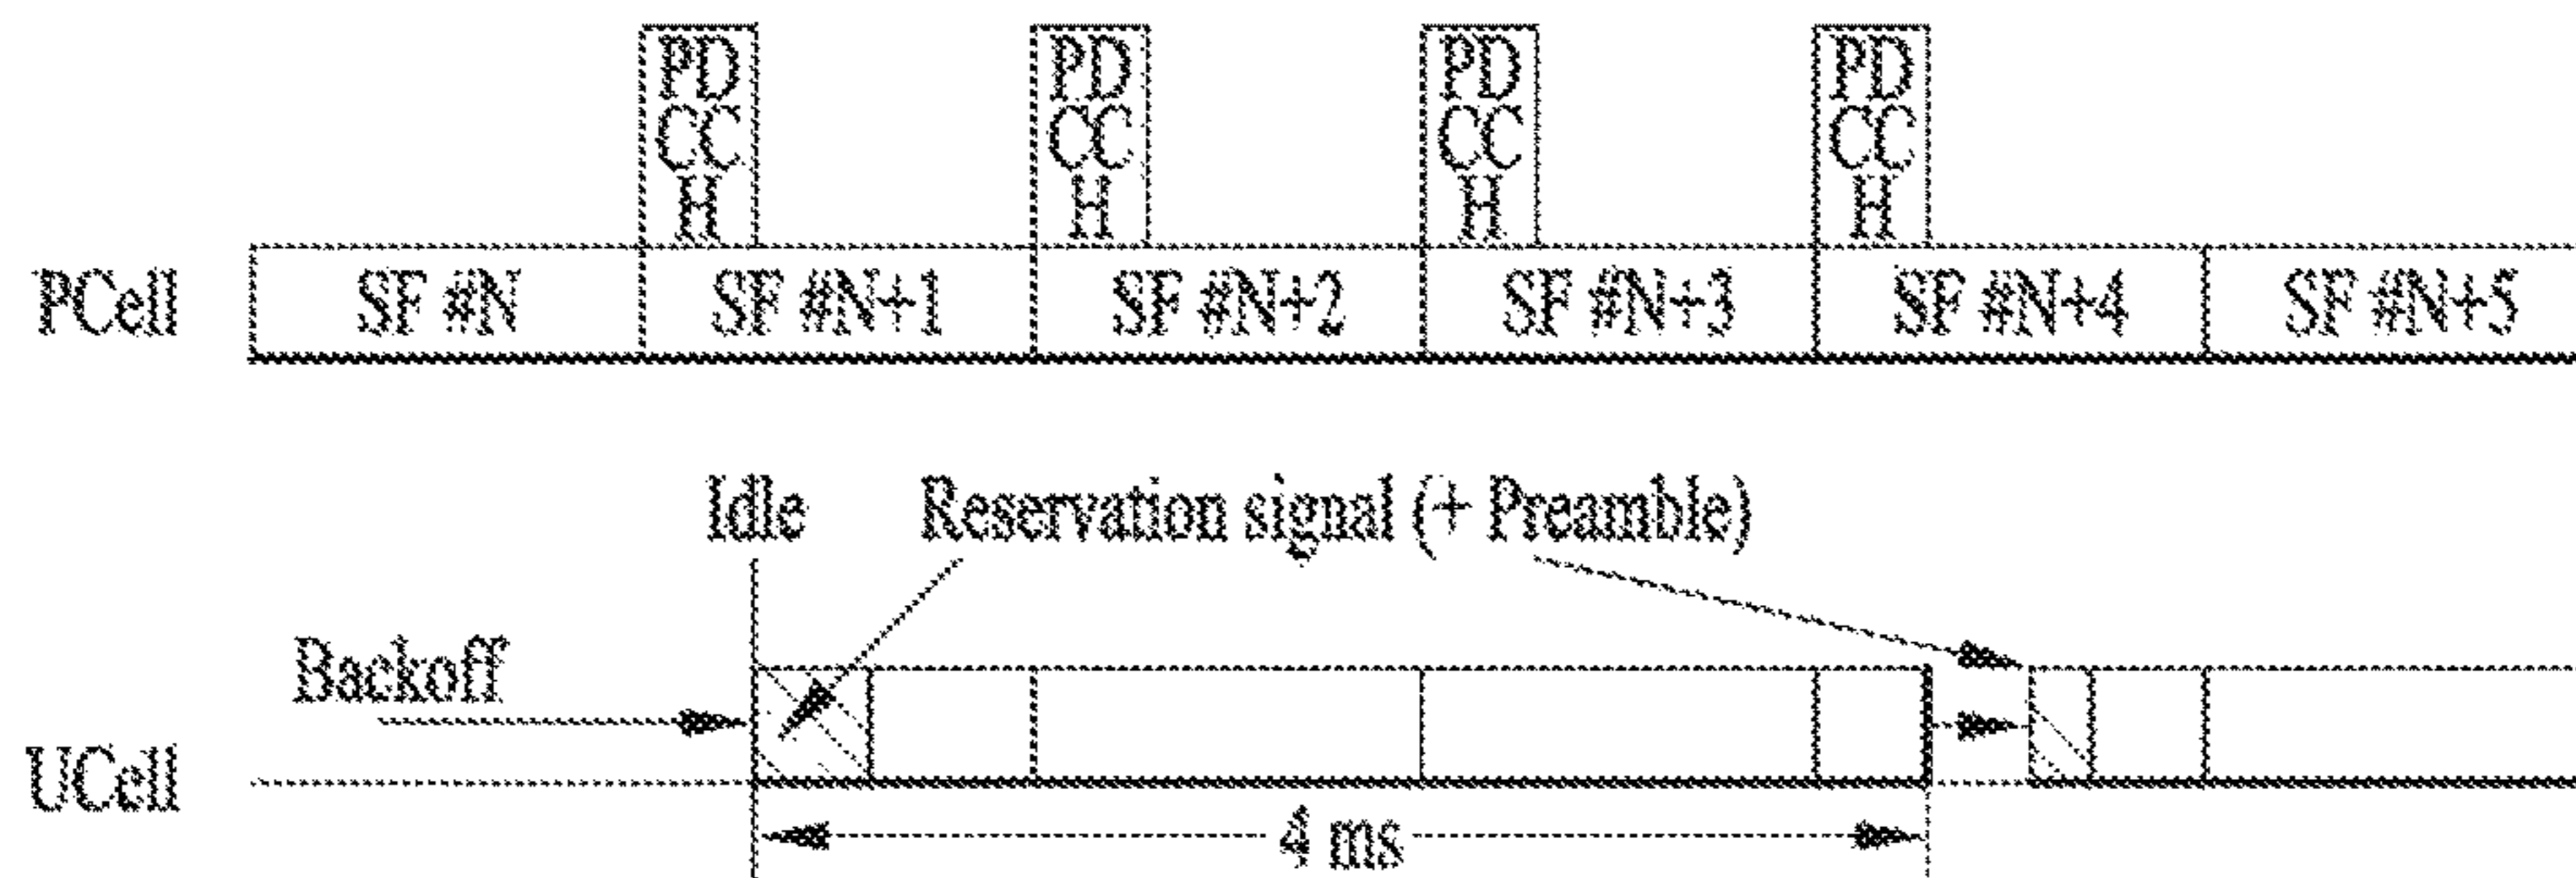 PD PD PD PD
CC CC CC CC
H H H H
PCell SF #N SF #N+1 SF #N+2 SF #N+3 SF #N+4 SF #N+5
Idle Reservation signal (+ Preamble)
Backoff
UCell
4 ms